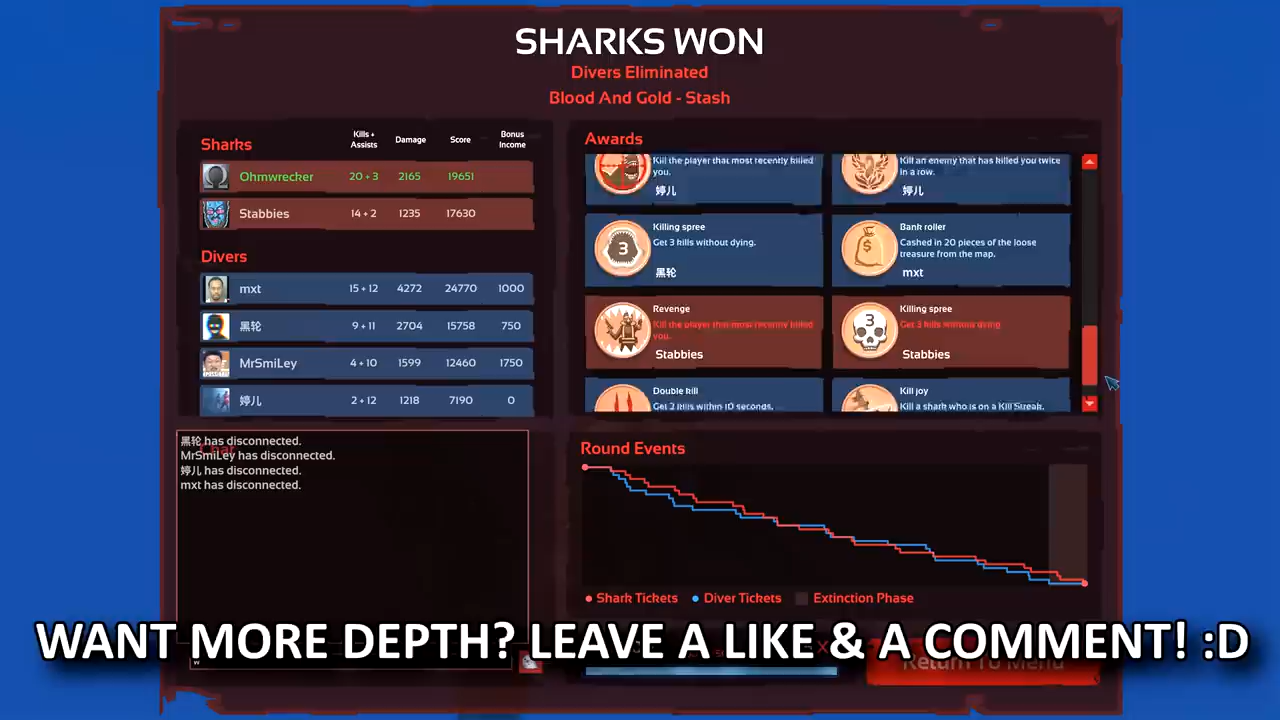 SHARKS WON
Divers Eliminated
Blood And Gold - Stash
Sharks
Kills + Assists
Damage
Score
Bonus Income
Ohmwrecker 20 + 3 2165 19651
Stabbies 14 + 2 1235 17630
Divers
mxt 15 + 12 4272 24770 1000
黑轮 9 + 11 2704 15758 750
MrSmiLey 4 + 10 1599 12460 1750
婷儿 2 + 12 1218 7190 0
Awards
Kill the player that most recently killed
you.
婷儿
Kill an enemy that has killed you twice
in a row.
婷儿
3
Killing spree
Get 3 kills without dying.
黑轮
$
Bank roller
Cashed in 20 pieces of the loose
treasure from the map.
mxt
Revenge
Kill the player that most recently killed
you.
Stabbies
3
Killing spree
Get 3 kills without dying
Stabbies
Double kill
Get 2 kills within 10 seconds.
Kill joy
Kill a shark who is on a Kill Streak.
Chat
黑轮 has disconnected.
MrSmiLey has disconnected.
婷儿 has disconnected.
mxt has disconnected.
Round Events
Shark Tickets
Diver Tickets
Extinction Phase
WANT MORE DEPTH? LEAVE A LIKE & A COMMENT! :D
Return To Menu